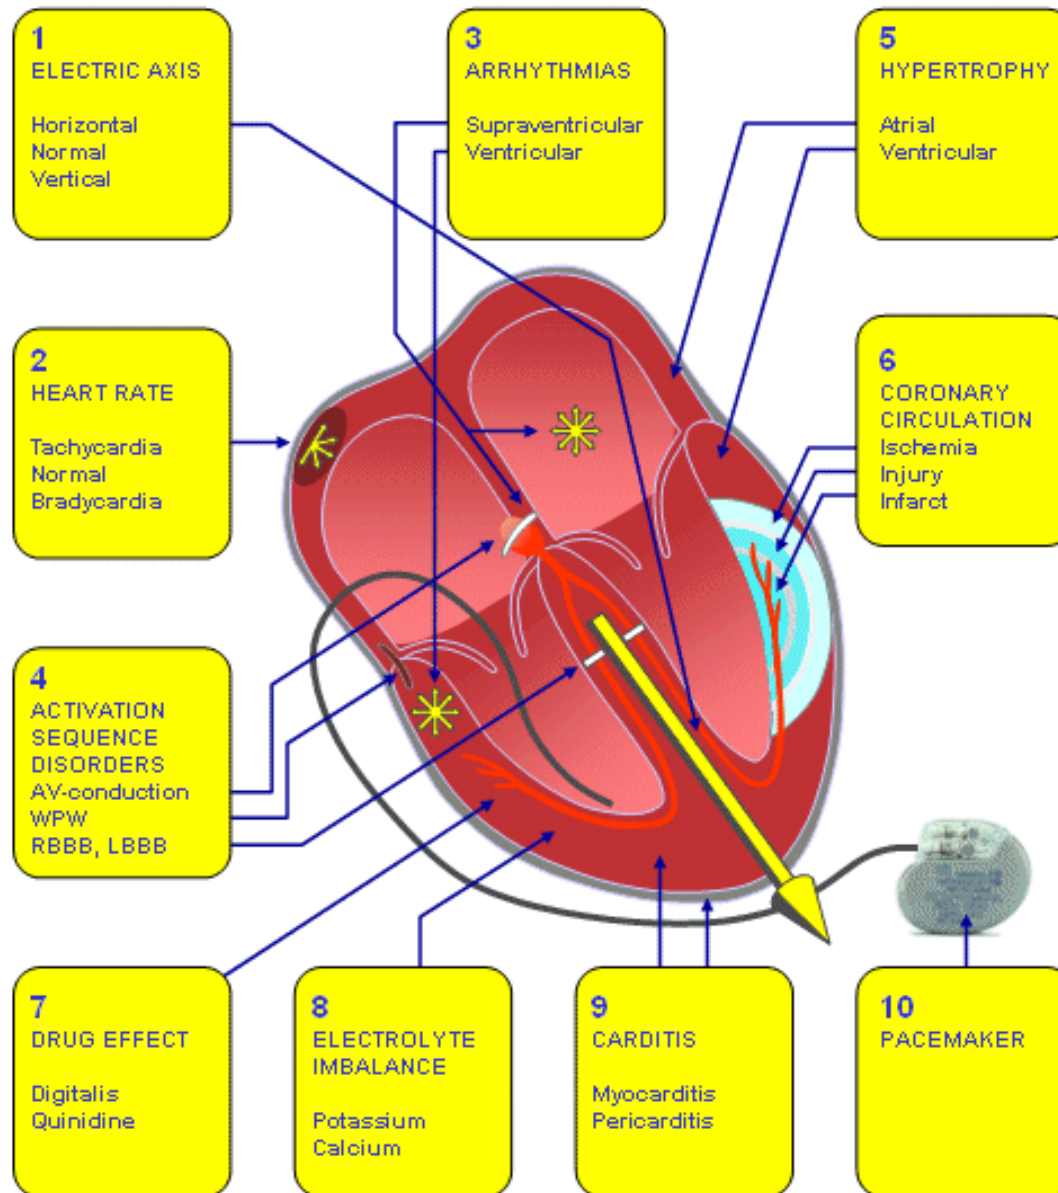 1
ELECTRIC AXIS
Horizontal
Normal
Vertical
3
ARRHYTHMIAS
Supraventricular
Ventricular
5
HYPERTROPHY
Atrial
Ventricular
2
HEART RATE
Tachycardia
Normal
Bradycardia
6
CORONARY
CIRCULATION
Ischemia
Injury
Infarct
4
ACTIVATION
SEQUENCE
DISORDERS
AV-conduction
WPW
RBBB, LBBB
7
DRUG EFFECT
Digitalis
Quinidine
8
ELECTROLYTE
IMBALANCE
Potassium
Calcium
9
CARDITIS
Myocarditis
Pericarditis
10
PACEMAKER